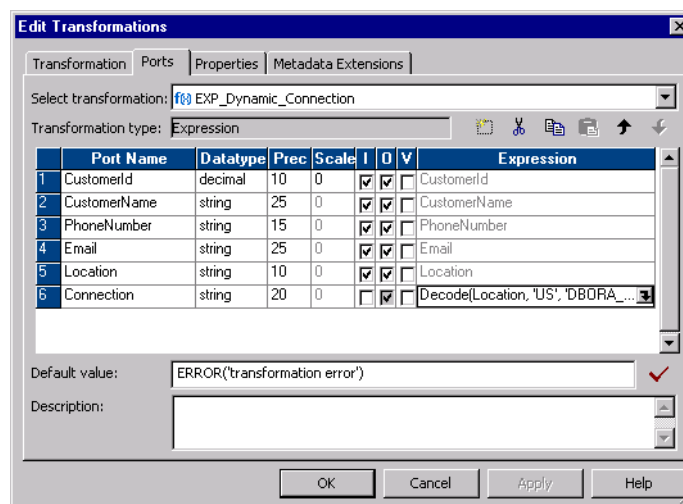 Edit Transformations
Transformation Ports Properties Metadata Extensions
Select transformation: f(x) EXP_Dynamic_Connection
Transformation type: Expression
Port Name Datatype Prec Scale I O V Expression
1 CustomerId decimal 10 0 CustomerId
2 CustomerName string 25 0 CustomerName
3 PhoneNumber string 15 0 PhoneNumber
4 Email string 25 0 Email
5 Location string 10 0 Location
6 Connection string 20 0 Decode(Location, 'US', 'DBORA_...
Default value: ERROR('transformation error')
Description:
OK Cancel Apply Help